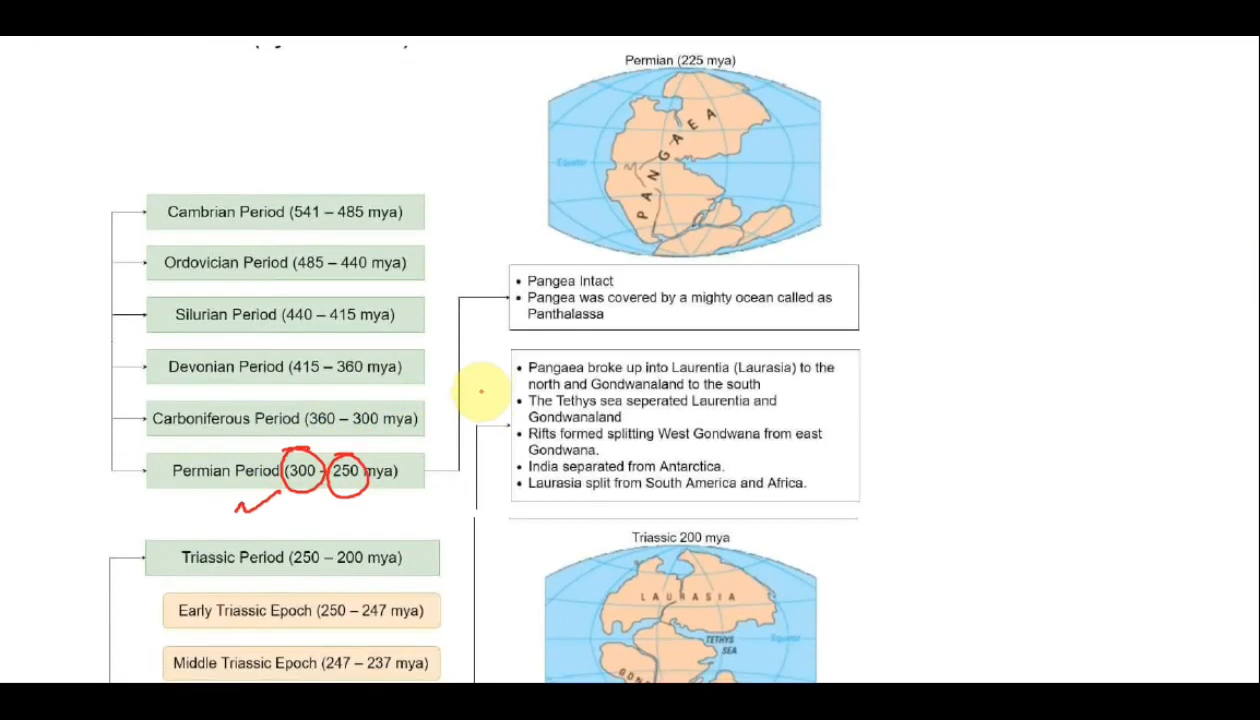 Permian (225 mya)
PANGAEA
Equator
Cambrian Period (541 – 485 mya)
Ordovician Period (485 – 440 mya)
Silurian Period (440 – 415 mya)
Devonian Period (415 – 360 mya)
Carboniferous Period (360 – 300 mya)
Permian Period (300 – 250 mya)
• Pangea Intact
• Pangea was covered by a mighty ocean called as
Panthalassa
• Pangaea broke up into Laurentia (Laurasia) to the
north and Gondwanaland to the south
• The Tethys sea seperated Laurentia and
Gondwanaland
• Rifts formed splitting West Gondwana from east
Gondwana.
• India separated from Antarctica.
• Laurasia split from South America and Africa.
Triassic Period (250 – 200 mya)
Early Triassic Epoch (250 – 247 mya)
Middle Triassic Epoch (247 – 237 mya)
Triassic 200 mya
LAURASIA
TETHYS
SEA
Equator